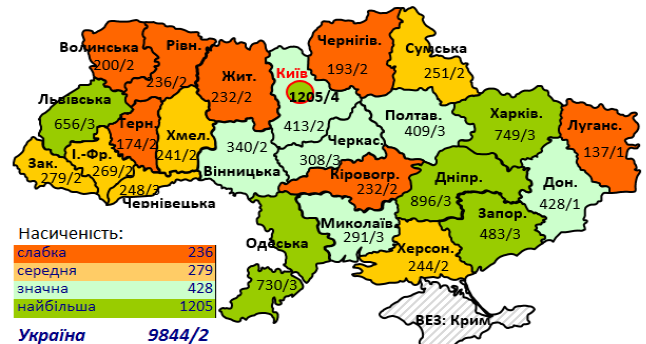 Волинська
200/2
Рівн.
236/2
Жит.
232/2
Київ
1205/4
413/2
Чернігів.
193/2
Сумська
251/2
Львівська
656/3
Терн.
174/2
Хмел.
241/2
340/2
Вінницька
Черкас.
308/3
Полтав.
409/3
Харків.
749/3
Луганс.
137/1
Зак.
279/2
І.-Фр.
269/2
248/3
Чернівецька
Кіровогр.
232/2
Дніпр.
896/3
Дон.
428/1
Одеська
730/3
Миколаїв.
291/3
Запор.
483/3
Херсон.
244/2
ВЕЗ: Крим
Насиченість:
слабка 236
середня 279
значна 428
найбільша 1205
Україна 9844/2